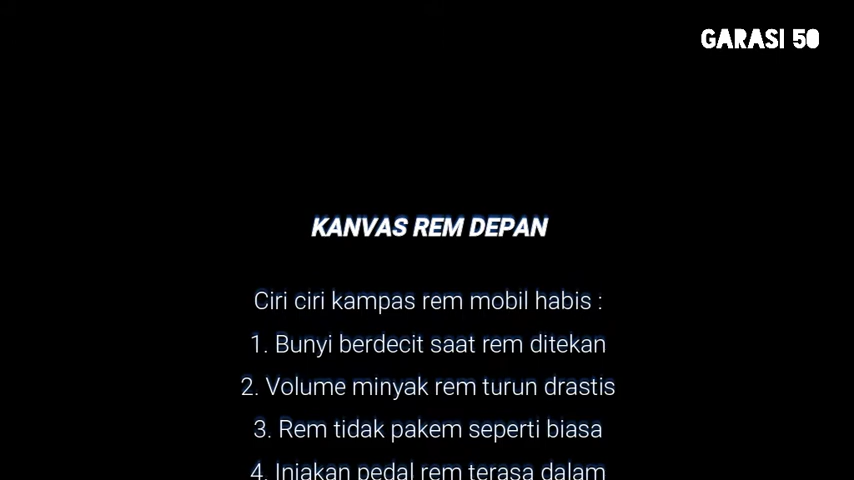 GARASI 50
KANVAS REM DEPAN
Ciri ciri kampas rem mobil habis :
1. Bunyi berdecit saat rem ditekan
2. Volume minyak rem turun drastis
3. Rem tidak pakem seperti biasa
4. Injakan pedal rem terasa dalam